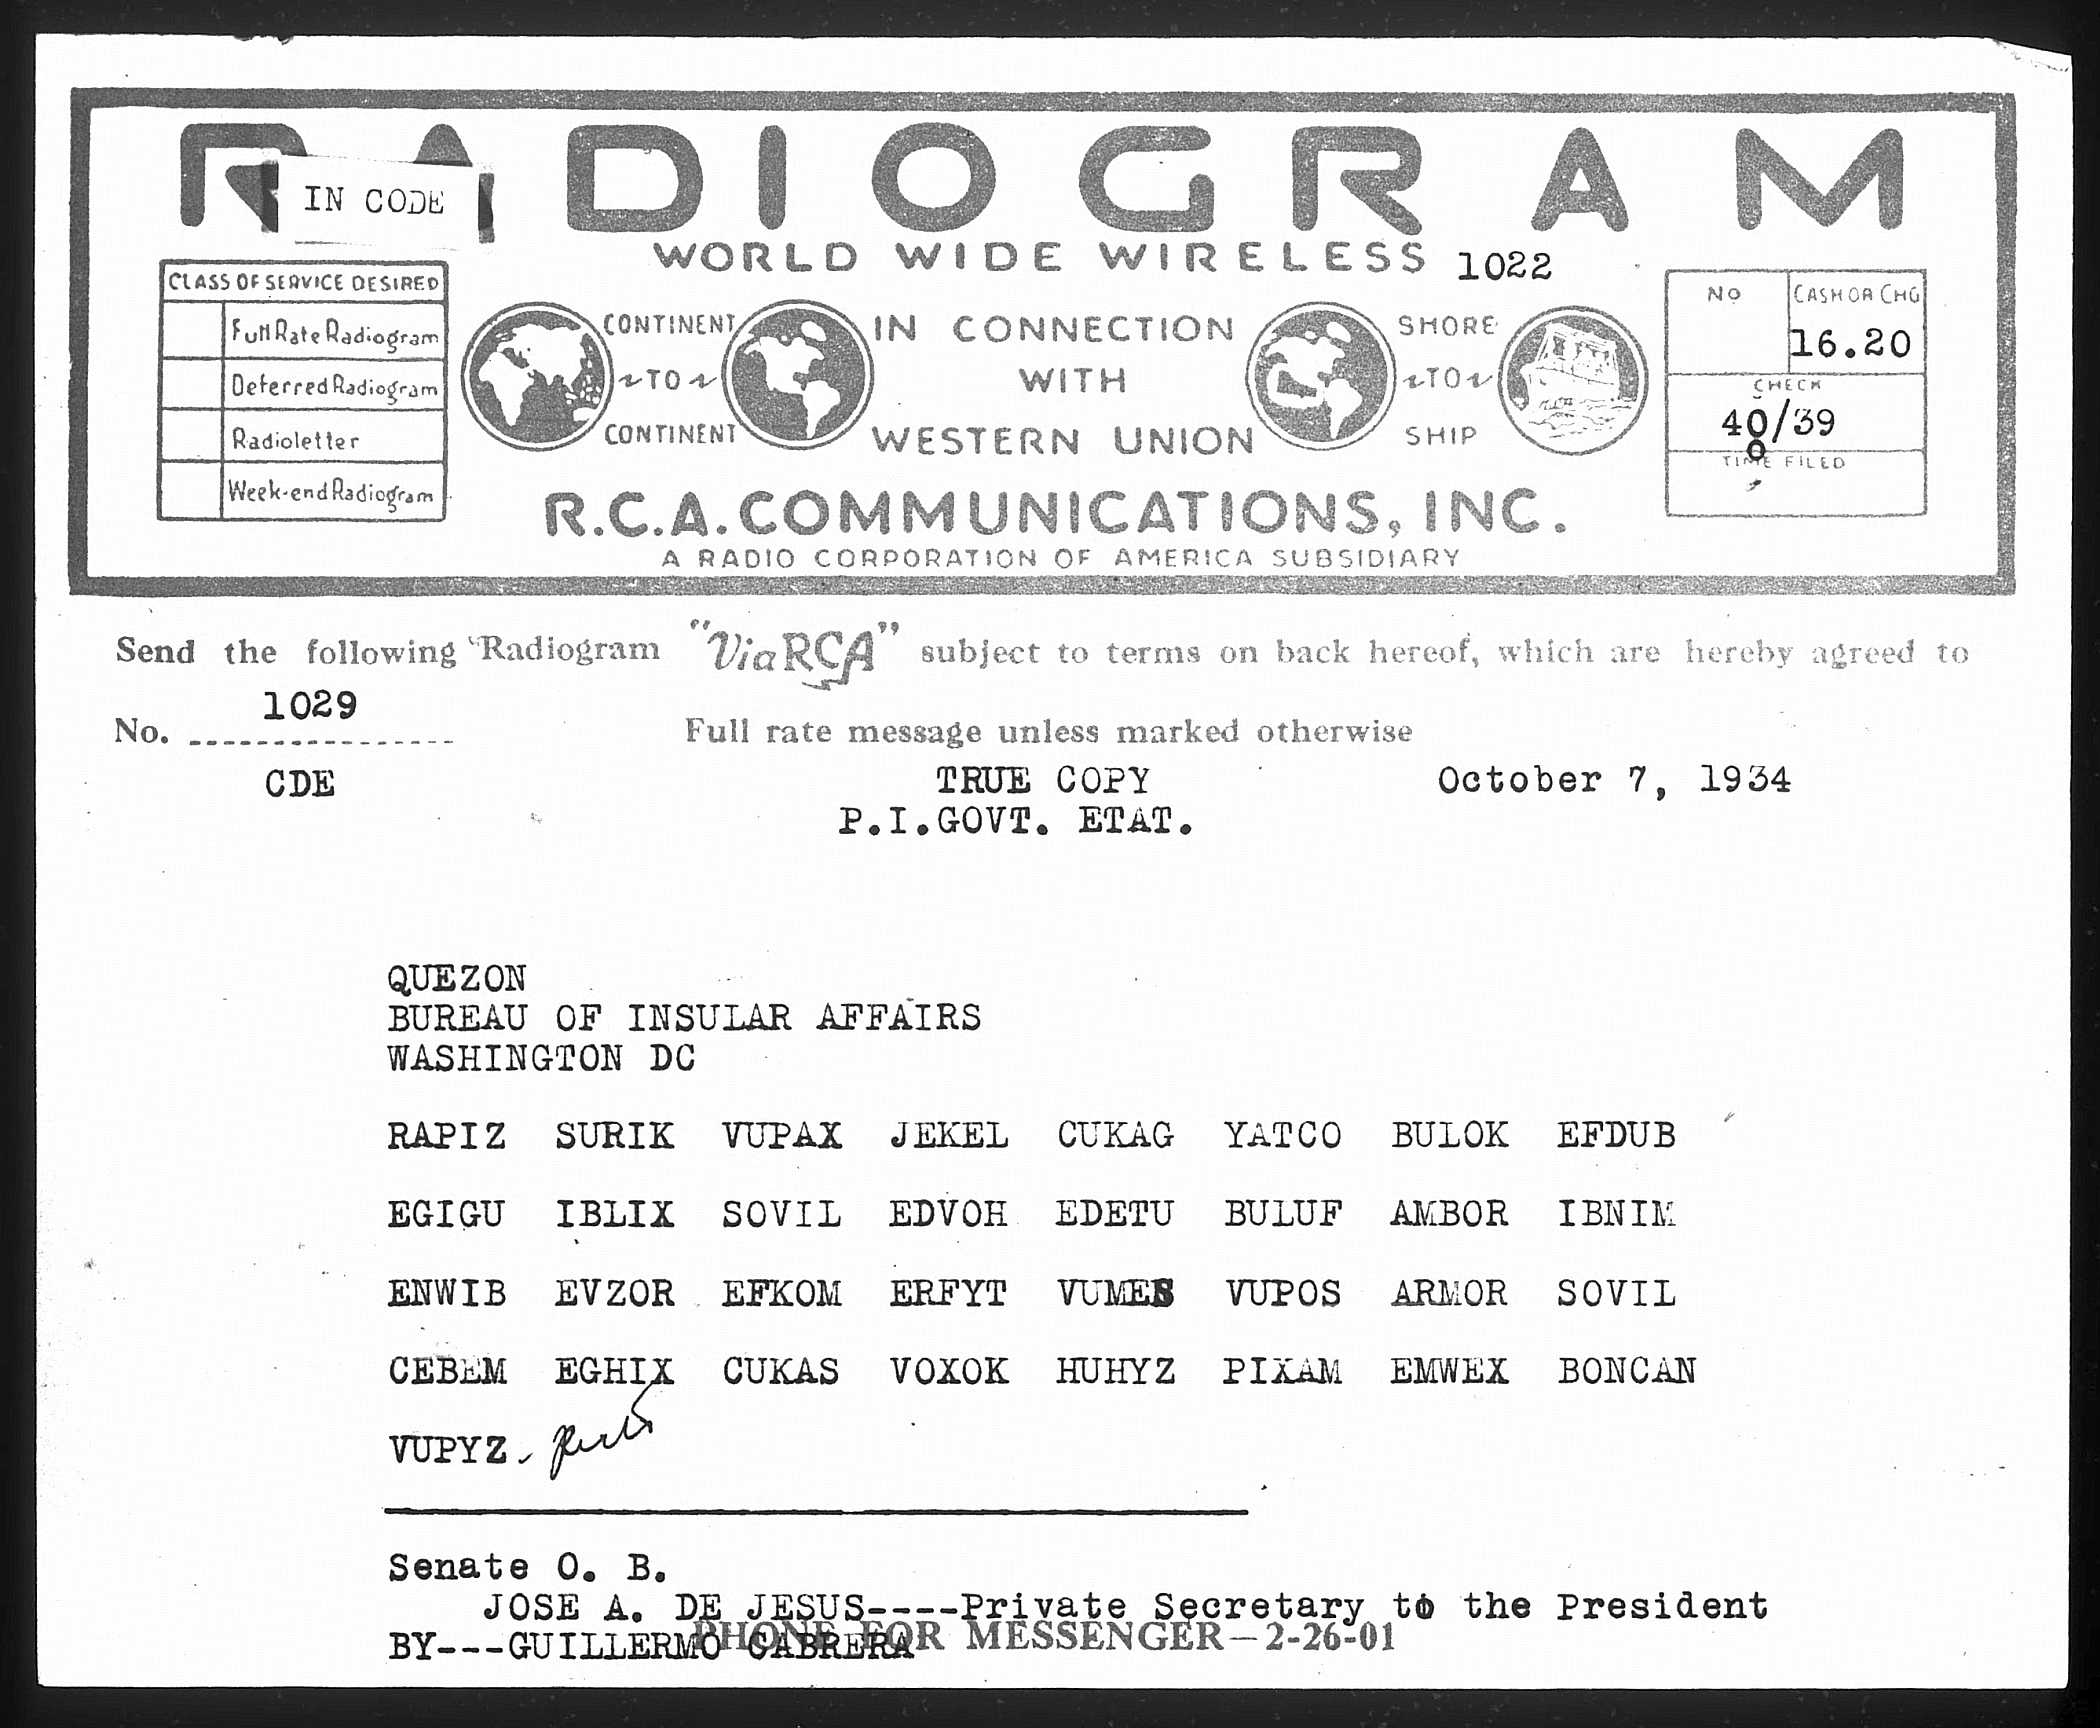 RADIOGRAM
IN CODE
WORLD WIDE WIRELESS 1022
CLASS OF SERVICE DESIRED
Full Rate Radiogram
Deferred Radiogram
Radioletter
Week-end Radiogram
CONTINENT
TO
CONTINENT
IN CONNECTION
WITH
WESTERN UNION
SHORE
TO
SHIP
No CASH OR CHG
16.20
CHECK
40/39
TIME FILED
R.C.A. COMMUNICATIONS, INC.
A RADIO CORPORATION OF AMERICA SUBSIDIARY
Send the following Radiogram "Via RCA" subject to terms on back hereof, which are hereby agreed to
1029
No. ----------------
Full rate message unless marked otherwise
CDE
TRUE COPY October 7, 1934
P.I.GOVT. ETAT.
QUEZON
BUREAU OF INSULAR AFFAIRS
WASHINGTON DC
RAPIZ SURIK VUPAX JEKEL CUKAG YATCO BULOK EFDUB
EGIGU IBLIX SOVIL EDVOH EDETU BULUF AMBOR IBNIM
ENWIB EVZOR EFKOM ERFYT VUMES VUPOS ARMOR SOVIL
CEBEM EGHIX CUKAS VOXOK HUHYZ PIXAM EMWEX BONCAN
VUPYZ
Senate O. B.
JOSE A. DE JESUS----Private Secretary to the President
BY---GUILLERMO CABRERA
PHONE FOR MESSENGER—2-26-01